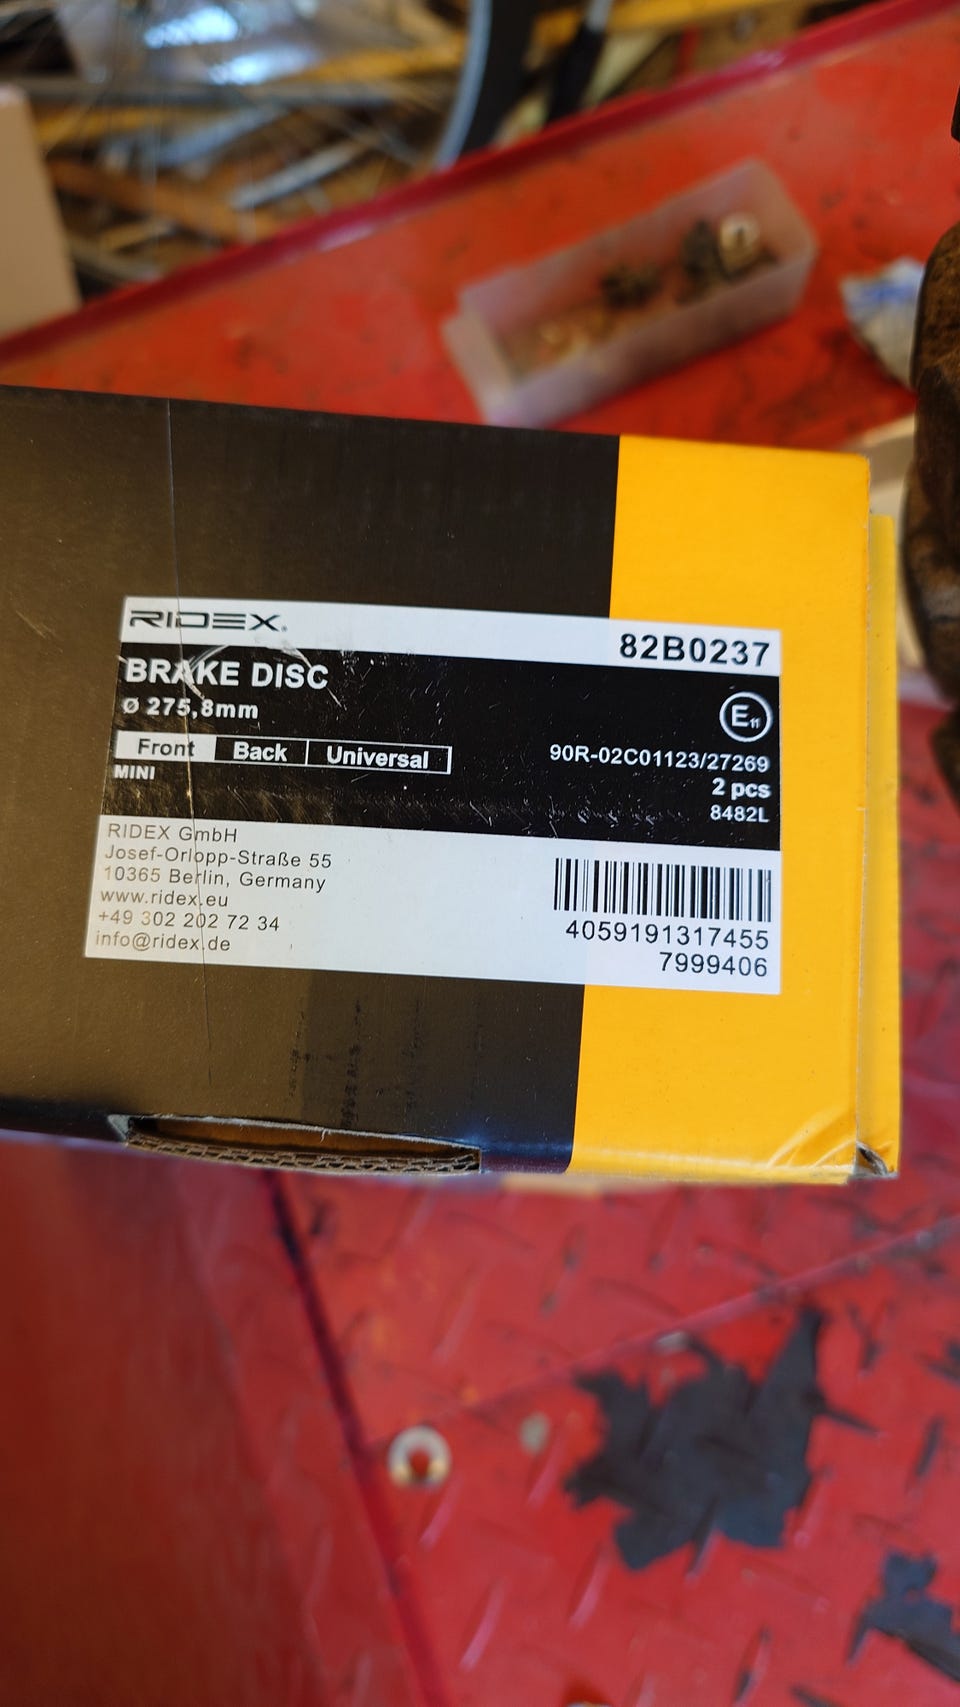 RIDEX®
82B0237
BRAKE DISC
Ø 275,8mm
E11
Front Back Universal
90R-02C01123/27269
MINI
2 pcs
8482L
RIDEX GmbH
Josef-Orlopp-Straße 55
10365 Berlin, Germany
www.ridex.eu
+49 302 202 72 34
info@ridex.de
4059191317455
7999406